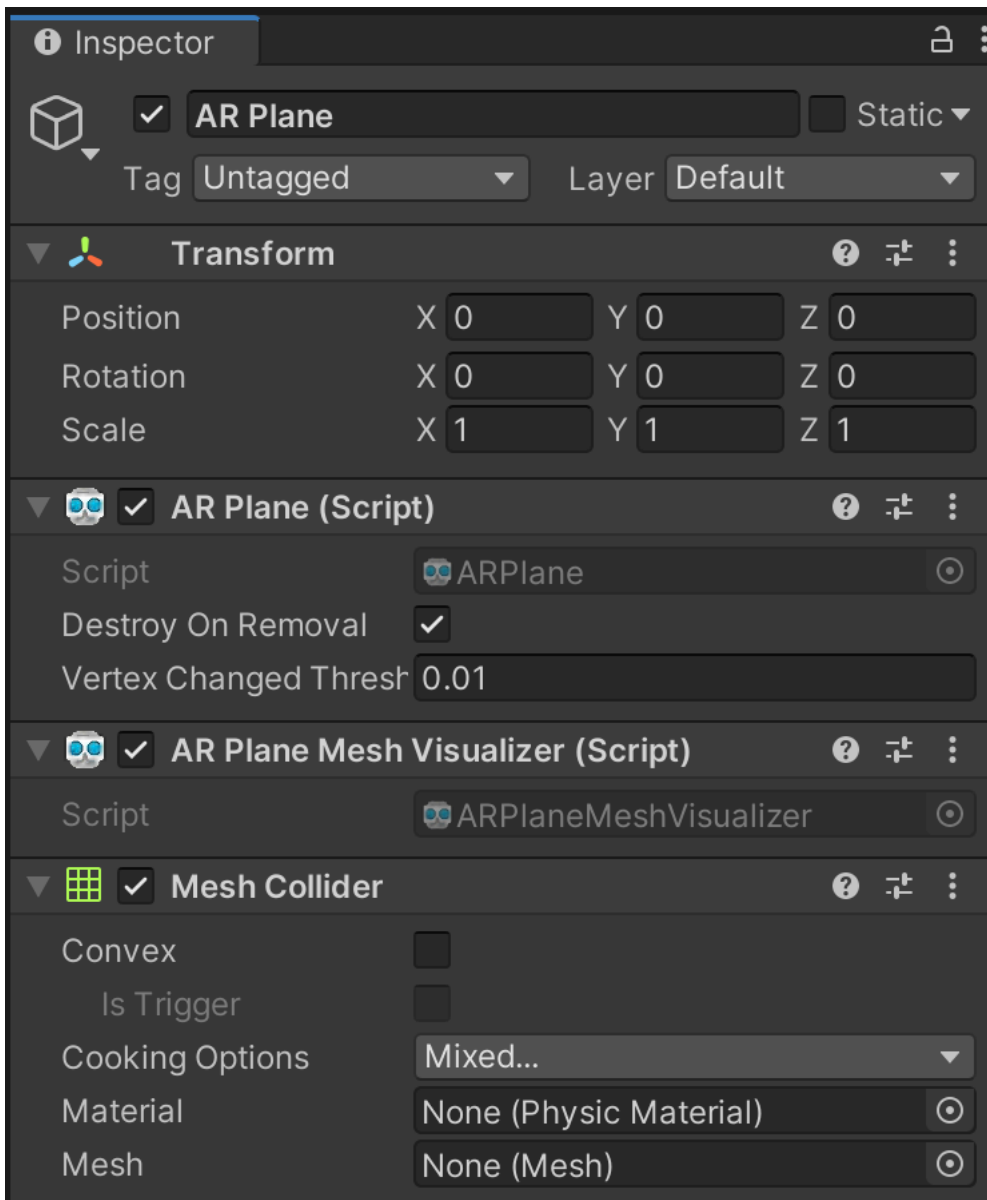 Inspector
AR Plane Static
Tag Untagged Layer Default
Transform
Position X 0 Y 0 Z 0
Rotation X 0 Y 0 Z 0
Scale X 1 Y 1 Z 1
AR Plane (Script)
Script ARPlane
Destroy On Removal
Vertex Changed Thresh 0.01
AR Plane Mesh Visualizer (Script)
Script ARPlaneMeshVisualizer
Mesh Collider
Convex
Is Trigger
Cooking Options Mixed...
Material None (Physic Material)
Mesh None (Mesh)